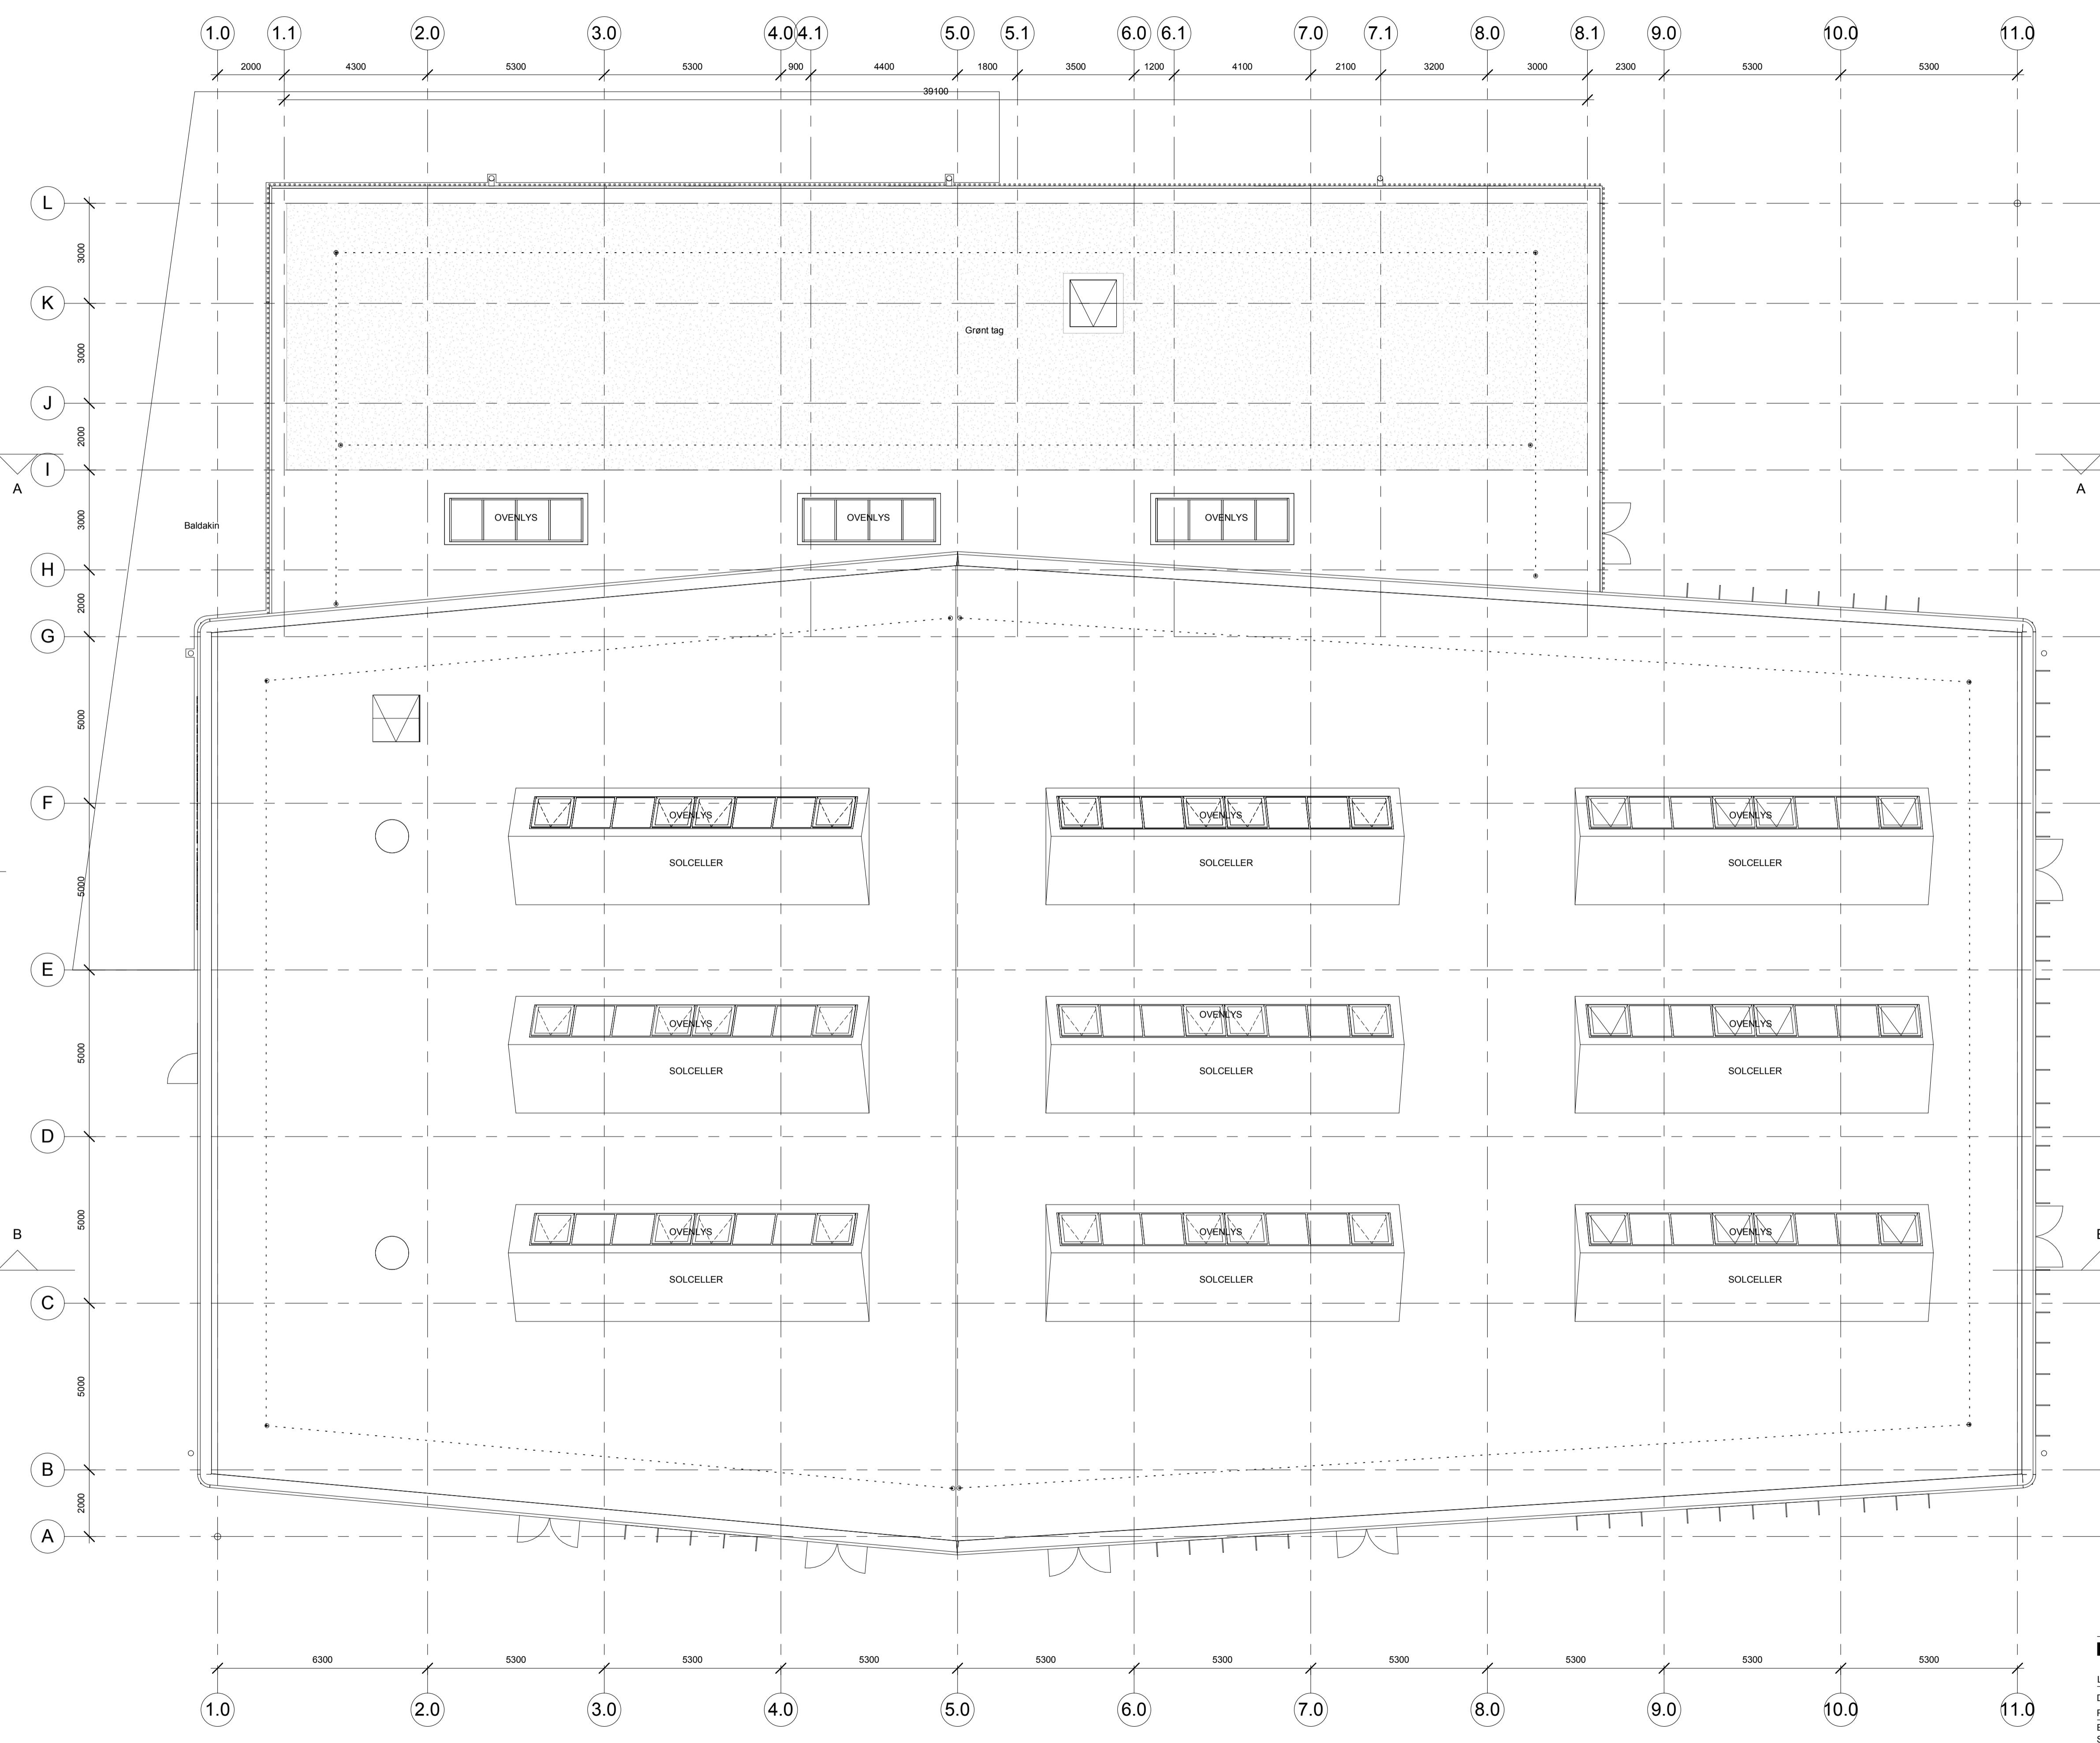 1.0 1.1 2.0 3.0 4.0 4.1 5.0 5.1 6.0 6.1 7.0 7.1 8.0 8.1 9.0 10.0 11.0
2000 4300 5300 5300 900 4400 1800 3500 1200 4100 2100 3200 3000 2300 5300 5300
39100
L
3000
K
Grønt tag
3000
J
2000
I
A A
3000
OVENLYS OVENLYS OVENLYS
Baldakin
H
2000
G
5000
F
OVENLYS OVENLYS OVENLYS
SOLCELLER SOLCELLER SOLCELLER
5000
E
OVENLYS OVENLYS OVENLYS
5000
SOLCELLER SOLCELLER SOLCELLER
D
5000
B
OVENLYS OVENLYS OVENLYS
SOLCELLER SOLCELLER SOLCELLER
C
5000
B
2000
A
6300 5300 5300 5300 5300 5300 5300 5300 5300 5300
1.0 2.0 3.0 4.0 5.0 6.0 7.0 8.0 9.0 10.0 11.0